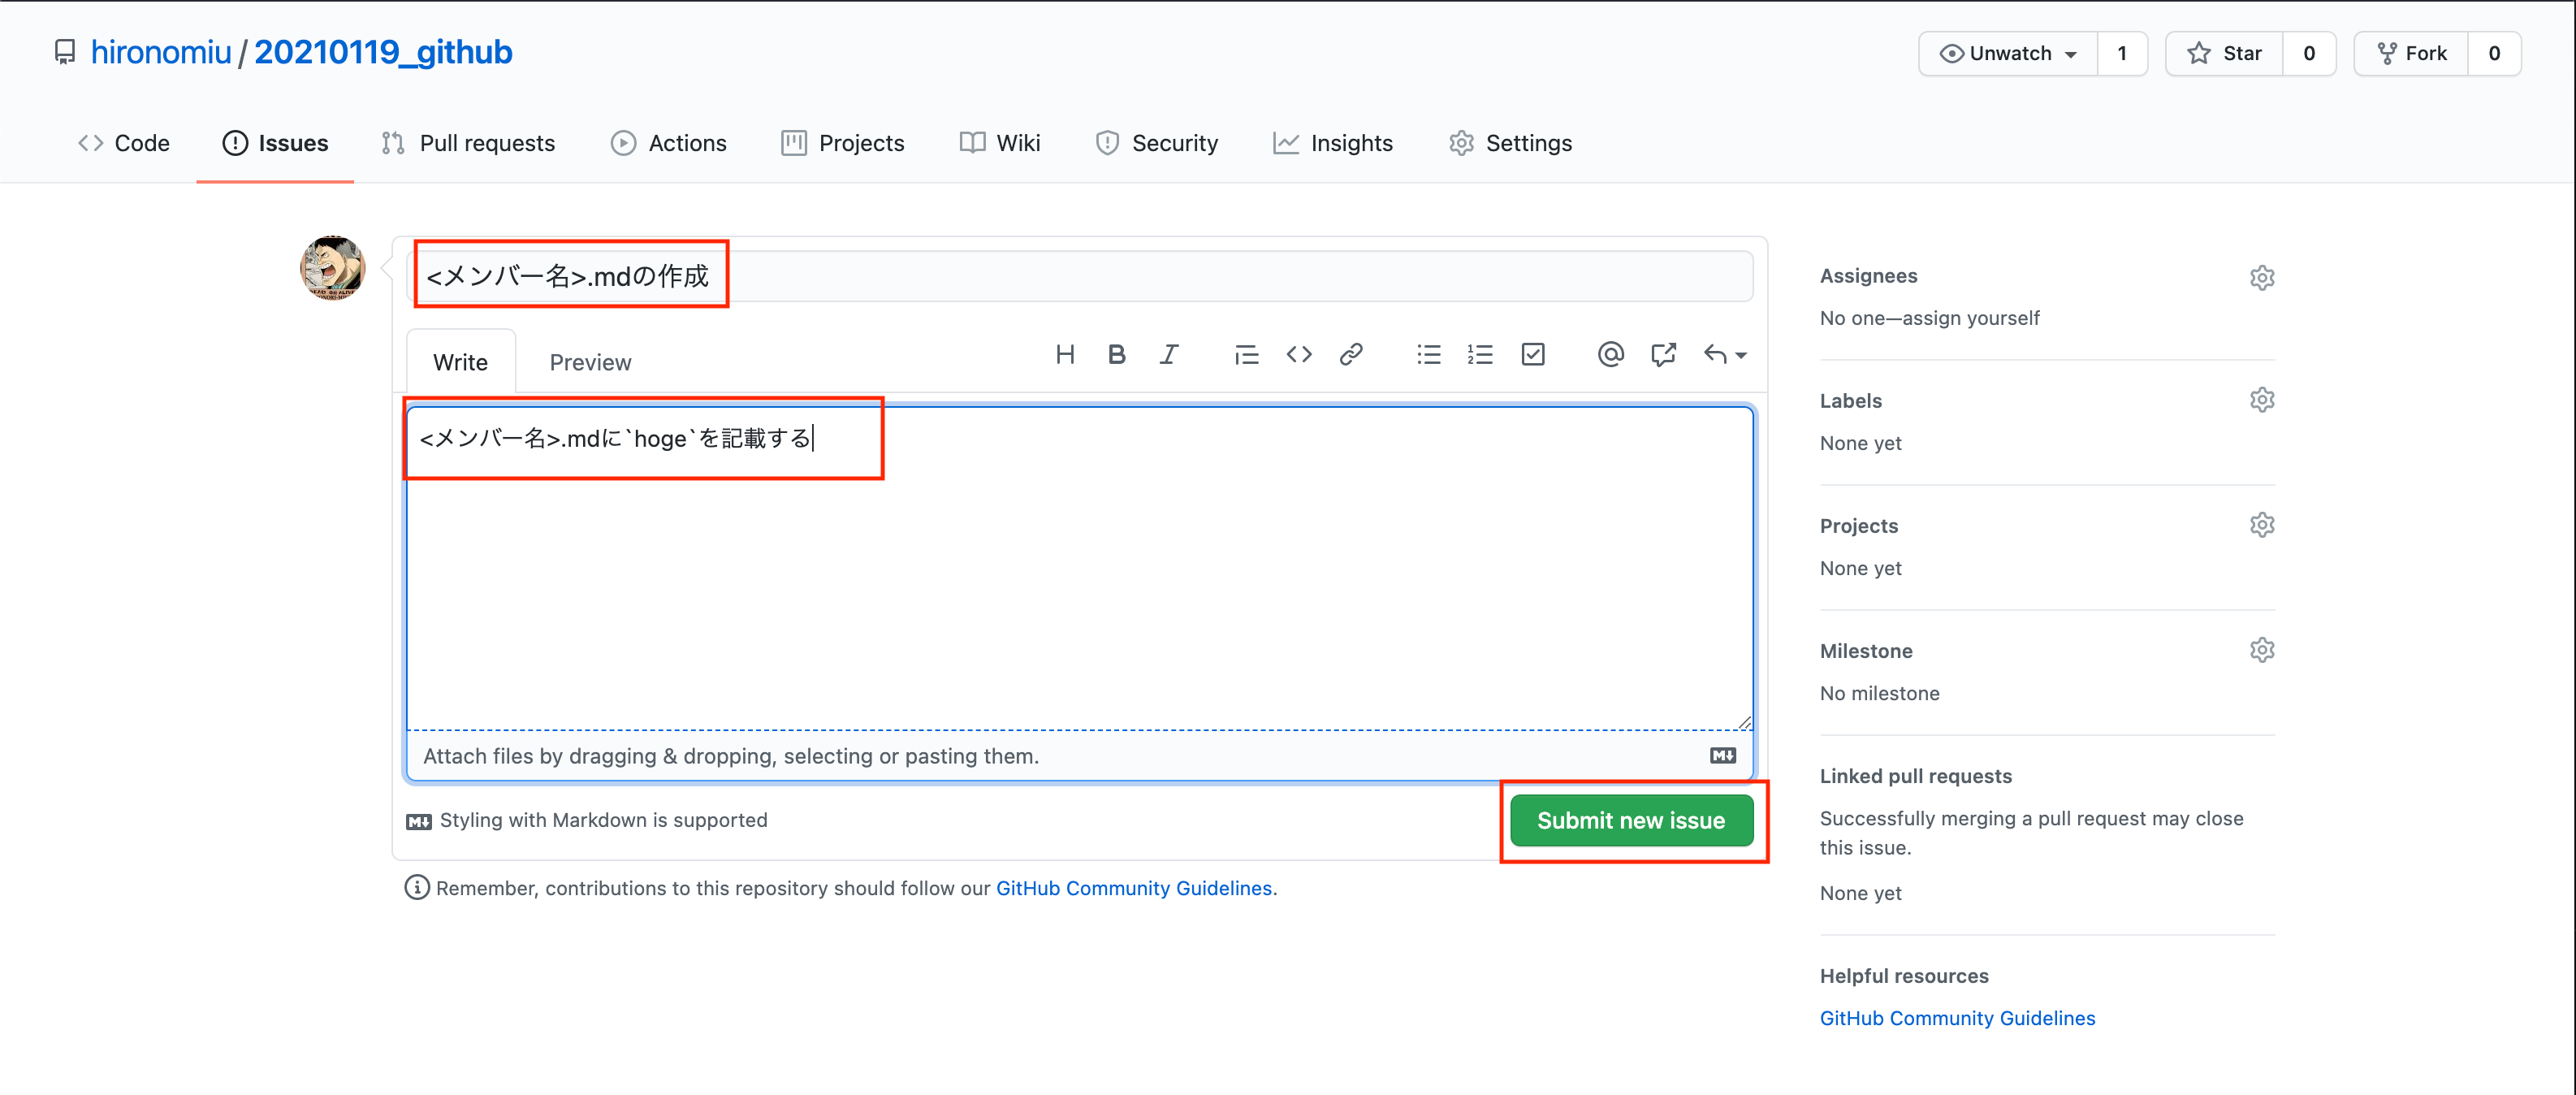 hironomiu / 20210119_github
Unwatch 1 Star 0 Fork 0
Code Issues Pull requests Actions Projects Wiki Security Insights Settings
<メンバー名>.mdの作成
Write Preview
<メンバー名>.mdに`hoge`を記載する
Attach files by dragging & dropping, selecting or pasting them.
Styling with Markdown is supported
Submit new issue
Remember, contributions to this repository should follow our GitHub Community Guidelines.
Assignees
No one—assign yourself
Labels
None yet
Projects
None yet
Milestone
No milestone
Linked pull requests
Successfully merging a pull request may close
this issue.
None yet
Helpful resources
GitHub Community Guidelines